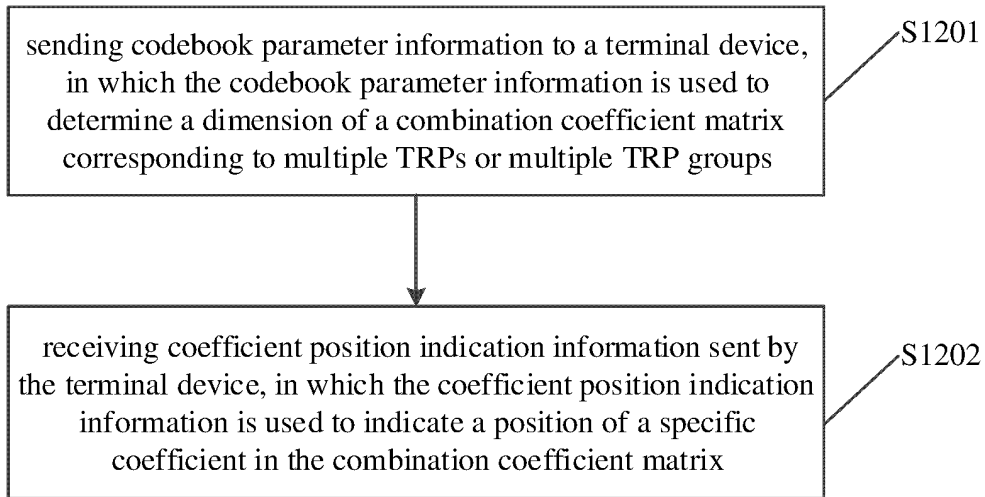 sending codebook parameter information to a terminal device,
in which the codebook parameter information is used to
determine a dimension of a combination coefficient matrix
corresponding to multiple TRPs or multiple TRP groups
S1201
receiving coefficient position indication information sent by
the terminal device, in which the coefficient position indication
information is used to indicate a position of a specific
coefficient in the combination coefficient matrix
S1202